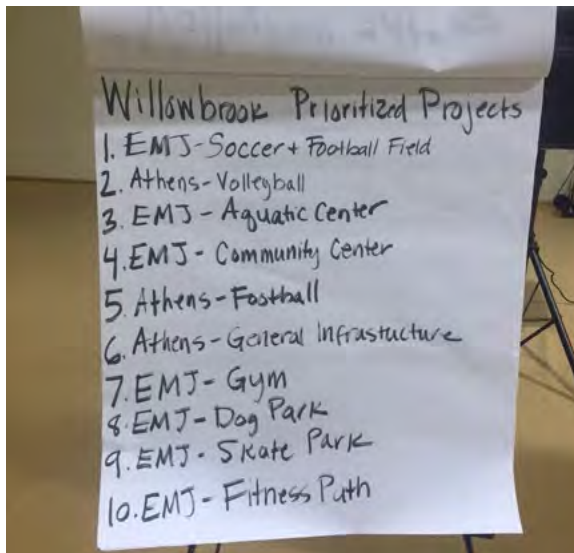 Willowbrook Prioritized Projects
1. EMJ-Soccer + Football Field
2. Athens-Volleyball
3. EMJ - Aquatic Center
4. EMJ - Community Center
5. Athens-Football
6. Athens-General Infrastucture
7. EMJ- Gym
8. EMJ- Dog Park
9. EMJ- Skate Park
10. EMJ- Fitness Path